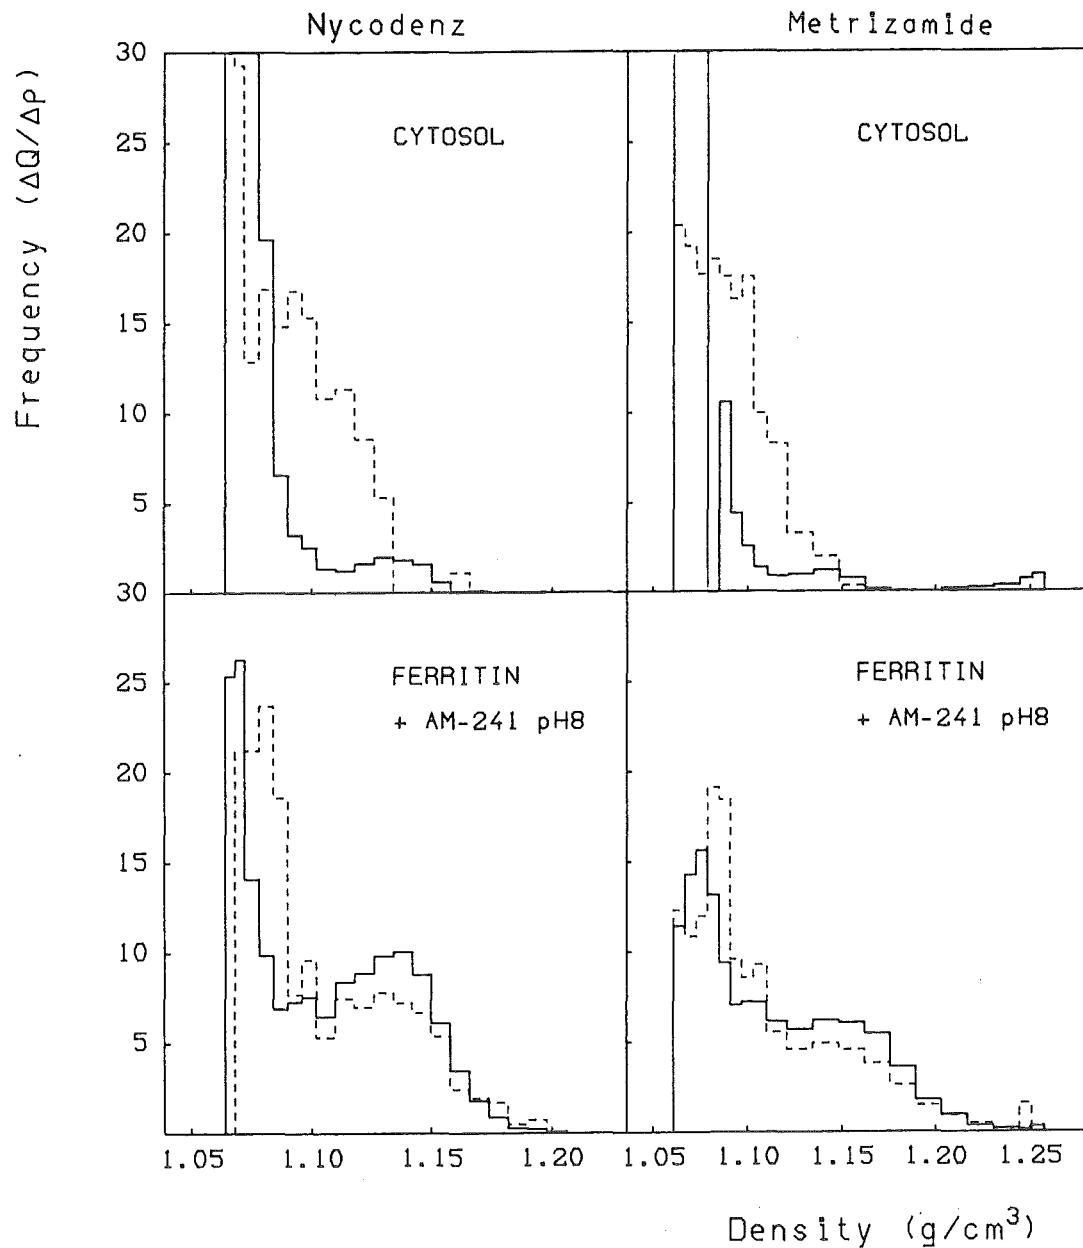 Nycodenz
Metrizamide
Frequency (ΔQ/Δρ)
30
25
20
15
10
5
30
25
20
15
10
5
CYTOSOL
CYTOSOL
FERRITIN
+ AM-241 pH8
FERRITIN
+ AM-241 pH8
1.05 1.10 1.15 1.20
1.05 1.10 1.15 1.20 1.25
Density (g/cm³)